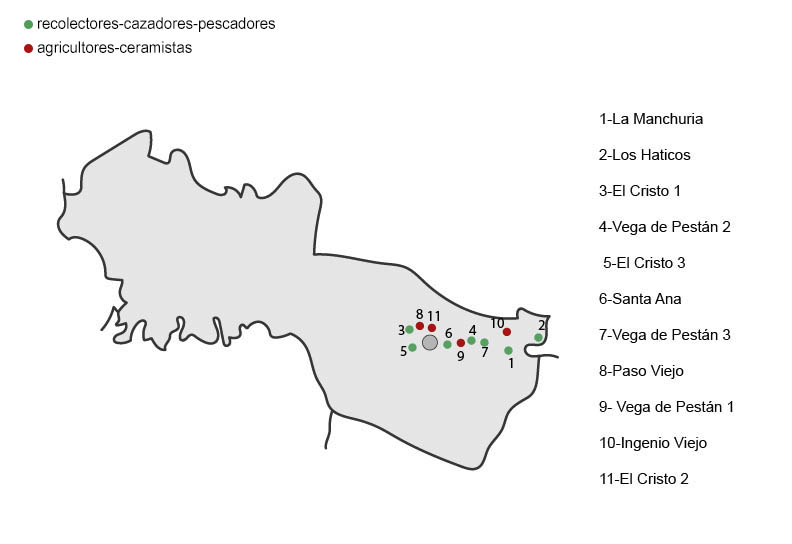 recolectores-cazadores-pescadores
agricultores-ceramistas
1-La Manchuria
2-Los Haticos
3-El Cristo 1
4-Vega de Pestán 2
5-El Cristo 3
6-Santa Ana
7-Vega de Pestán 3
8-Paso Viejo
9- Vega de Pestán 1
10-Ingenio Viejo
11-El Cristo 2
8 11
10
2
3
6
4
5
9
7
1